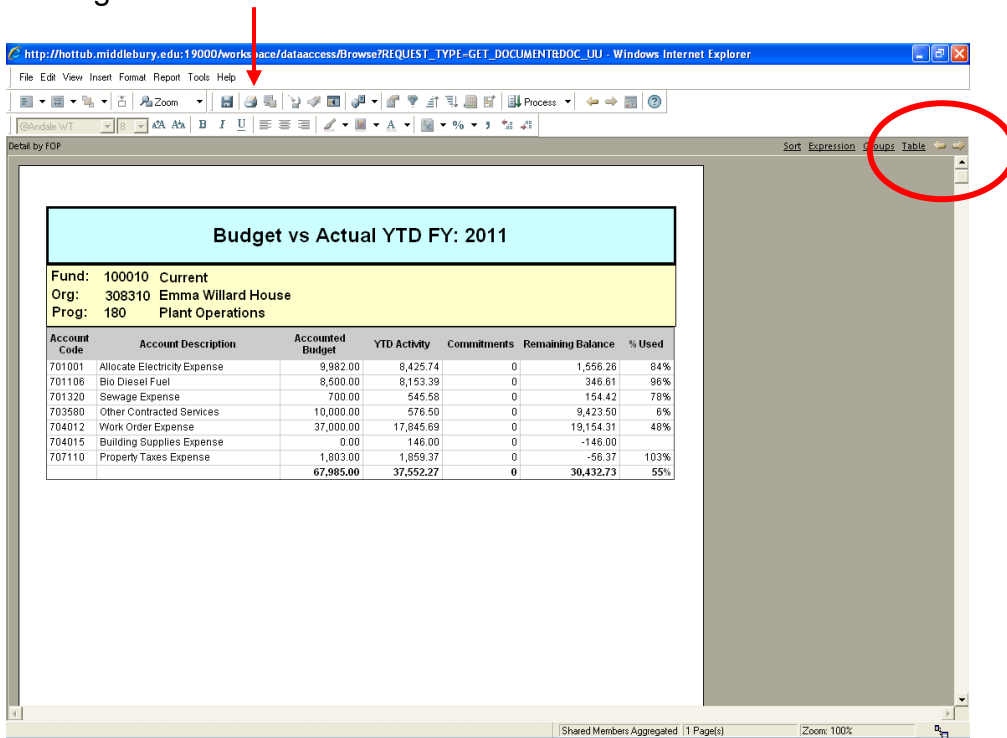 http://hottub.middlebury.edu:19000/workspace/dataaccess/Browse?REQUEST_TYPE=GET_DOCUMENT&DOC_UU - Windows Internet Explorer
File Edit View Insert Format Report Tools Help
Zoom Process
@Andale WT 8 B I U A %
Detail by FOP Sort Expression Groups Table
Budget vs Actual YTD FY: 2011
Fund: 100010 Current
Org: 308310 Emma Willard House
Prog: 180 Plant Operations
Account Code Account Description Accounted Budget YTD Activity Commitments Remaining Balance % Used
701001 Allocate Electricity Expense 9,982.00 8,425.74 0 1,556.26 84%
701106 Bio Diesel Fuel 8,500.00 8,153.39 0 346.61 96%
701320 Sewage Expense 700.00 545.58 0 154.42 78%
703580 Other Contracted Services 10,000.00 576.50 0 9,423.50 6%
704012 Work Order Expense 37,000.00 17,845.69 0 19,154.31 48%
704015 Building Supplies Expense 0.00 146.00 0 -146.00
707110 Property Taxes Expense 1,803.00 1,859.37 0 -56.37 103%
67,985.00 37,552.27 0 30,432.73 55%
Shared Members Aggregated 1 Page(s) Zoom: 100%